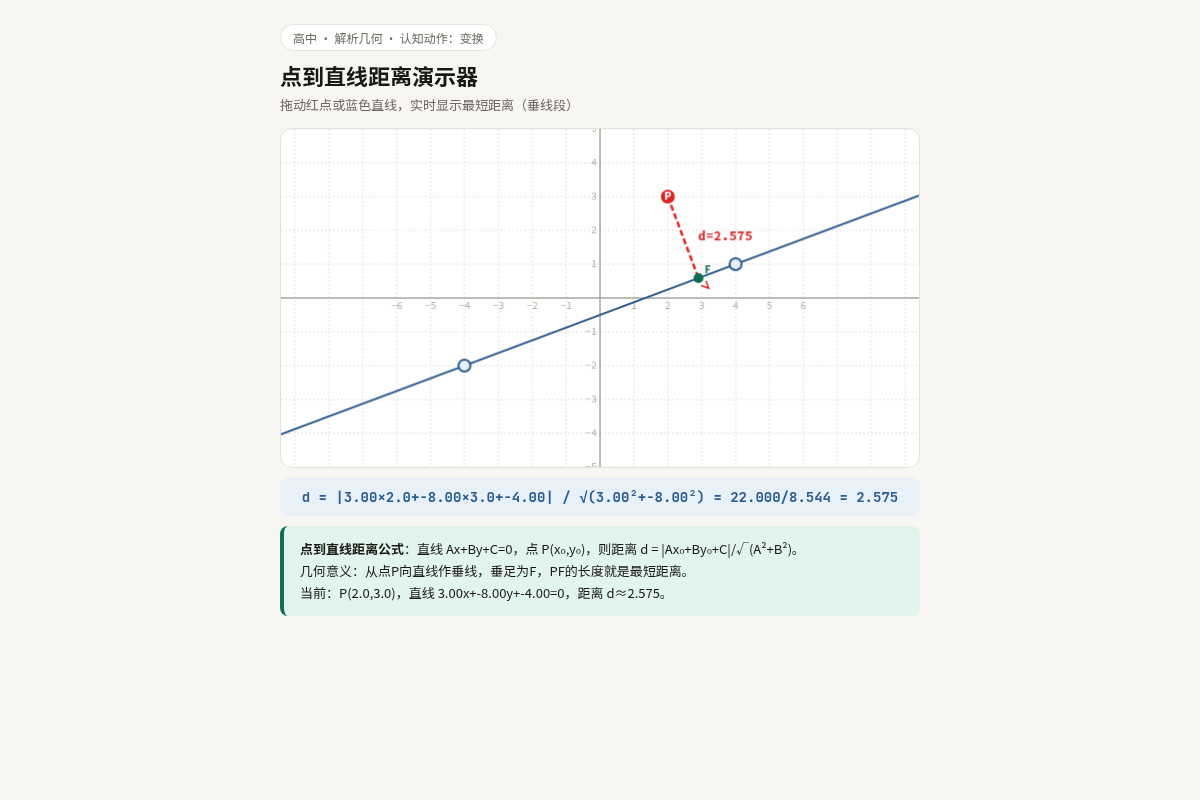 高中 · 解析几何 · 认知动作：变换
点到直线距离演示器
拖动红点或蓝色直线，实时显示最短距离（垂线段）
5
4
3
P
2
d=2.575
1
F
−6 −5 −4 −3 −2 −1 1 2 3 4 5 6
−1
−2
−3
−4
−5
d = |3.00×2.0+-8.00×3.0+-4.00| / √(3.00²+-8.00²) = 22.000/8.544 = 2.575
点到直线距离公式：直线 Ax+By+C=0，点 P(x₀,y₀)，则距离 d = |Ax₀+By₀+C|/√‾(A²+B²)。
几何意义：从点P向直线作垂线，垂足为F，PF的长度就是最短距离。
当前：P(2.0,3.0)，直线 3.00x+-8.00y+-4.00=0，距离 d≈2.575。